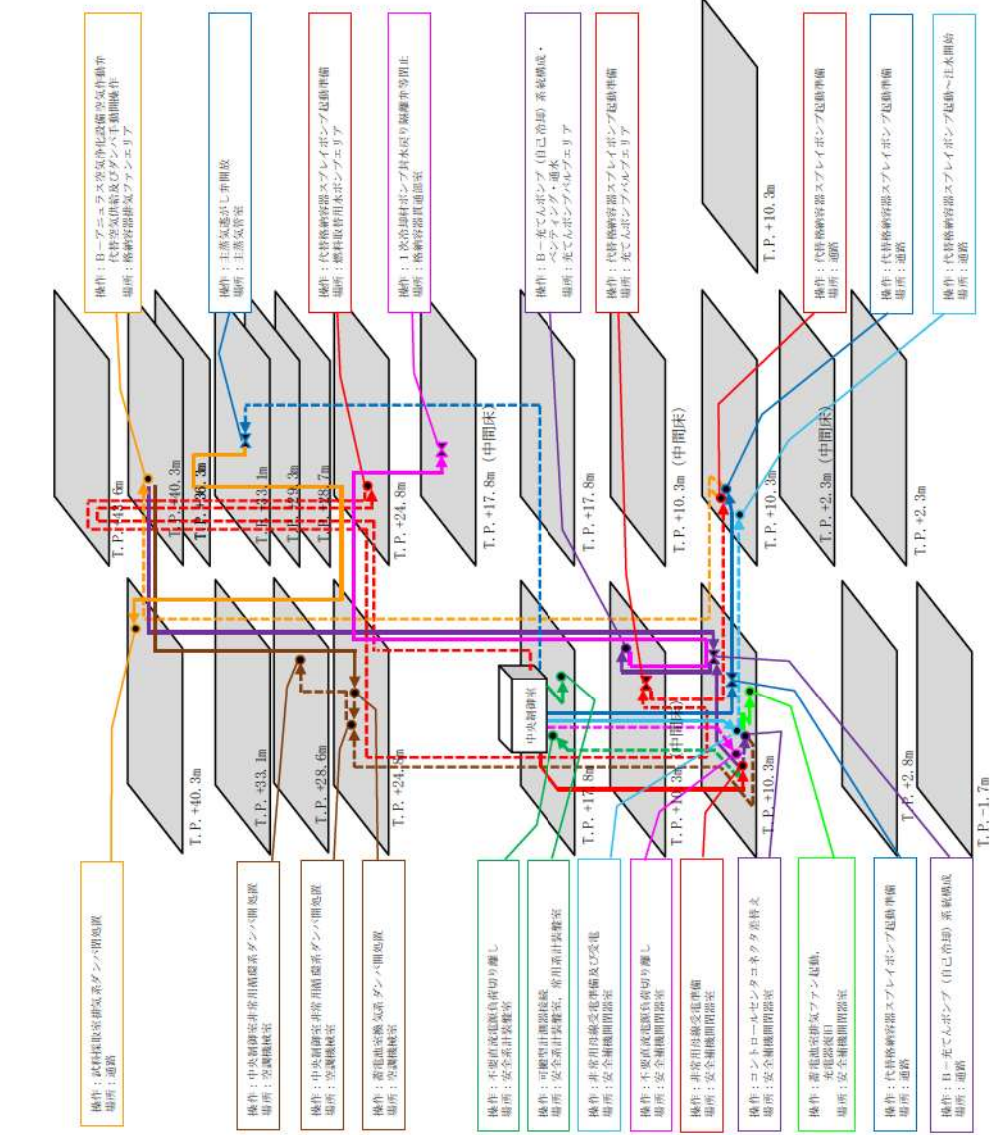 操作：B－アニュラス空気浄化設備空気作動弁
代替空気供給及びダンパ手動開操作
場所：格納容器排気ファンエリア
操作：主蒸気逃がし弁開放
場所：主蒸気管室
操作：代替格納容器スプレイポンプ起動準備
場所：燃料取替用水ポンプエリア
操作：1次冷却材ポンプ封水戻り隔離弁等閉止
場所：格納容器貫通部室
操作：B－充てんポンプ（自己冷却）系統構成・
ベンティング・通水
場所：充てんポンプバルブエリア
操作：代替格納容器スプレイポンプ起動準備
場所：充てんポンプバルブエリア
操作：代替格納容器スプレイポンプ起動準備
場所：通路
操作：代替格納容器スプレイポンプ起動準備
場所：通路
操作：代替格納容器スプレイポンプ起動～注水開始
場所：通路
T.P. +43.6m
T.P. +40.3m
T.P. +36.3m
T.P. +33.1m
T.P. +29.3m
T.P. +28.7m
T.P. +24.8m
T.P. +17.8m（中間床）
T.P. +17.8m
T.P. +10.3m（中間床）
T.P. +10.3m
T.P. +2.3m（中間床）
T.P. +2.3m
T.P. +10.3m
T.P. +40.3m
T.P. +33.1m
T.P. +28.6m
T.P. +24.8m
中央制御室
T.P. +17.8m
T.P. +10.3m（中間床）
T.P. +10.3m
T.P. +2.8m
T.P. -1.7m
操作：試料採取室排気系ダンパ閉処置
場所：通路
操作：中央制御室非常用循環系ダンパ開処置
場所：空調機械室
操作：中央制御室非常用循環系ダンパ開処置
場所：空調機械室
操作：蓄電池室換気系ダンパ開処置
場所：空調機械室
操作：不要直流電源負荷切り離し
場所：安全系計装盤室
操作：可搬型計測器接続
場所：安全系計装盤室，常用系計装盤室
操作：非常用母線受電準備及び受電
場所：安全補機開閉器室
操作：不要直流電源負荷切り離し
場所：安全補機開閉器室
操作：非常用母線受電準備
場所：安全補機開閉器室
操作：コントロールセンタコネクタ差替え
場所：安全補機開閉器室
操作：蓄電池室排気ファン起動，
充電器復旧
場所：安全補機開閉器室
操作：代替格納容器スプレイポンプ起動準備
場所：通路
操作：B－充てんポンプ（自己冷却）系統構成
場所：通路